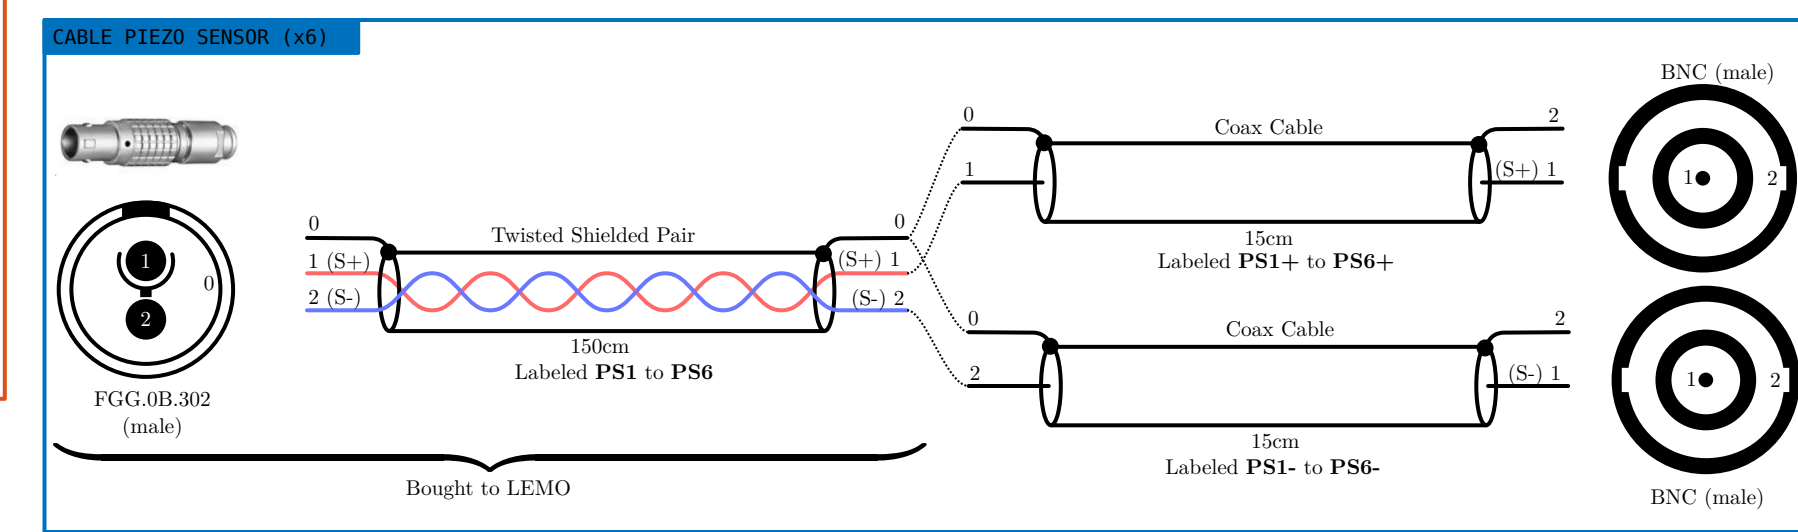 CABLE PIEZO SENSOR (x6)
1
2
0
FGG.0B.302
(male)
0
1 (S+)
2 (S-)
Twisted Shielded Pair
0
(S+) 1
(S-) 2
150cm
Labeled PS1 to PS6
Bought to LEMO
0
1
Coax Cable
2
(S+) 1
15cm
Labeled PS1+ to PS6+
BNC (male)
1
2
0
2
Coax Cable
2
(S-) 1
15cm
Labeled PS1- to PS6-
1
2
BNC (male)